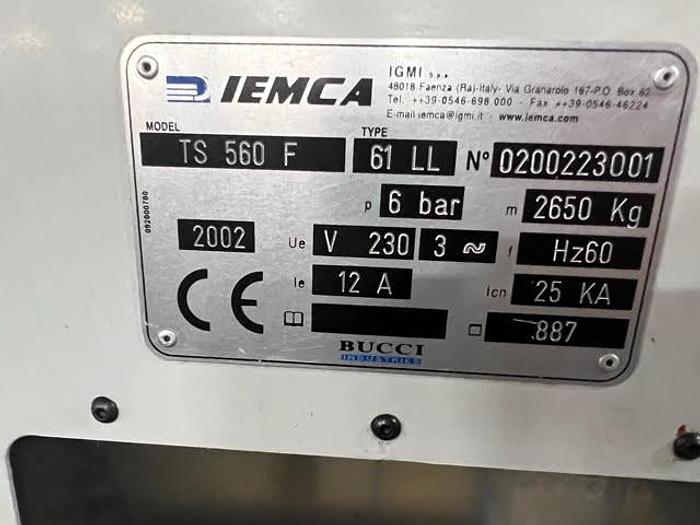 IEMCA
IGMI S.p.A.
48018 Faenza (Ra)-Italy- Via Granarolo 167-P.O. Box 62
Tel. ++39-0546-698 000 - Fax ++39-0546-46224
E-mail iemca@igmi.it - www.iemca.com
MODEL TYPE
TS 560 F 61 LL N° 0200223001
p 6 bar m 2650 Kg
2002 Ue V 230 3 ~ f Hz60
Ie 12 A Icn 25 KA
CE
887
BUCCI
INDUSTRIES
092000780